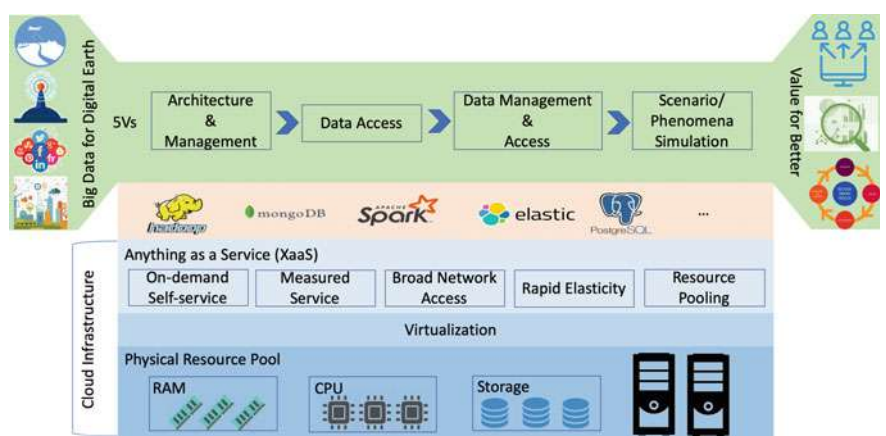 Big Data for Digital Earth
5Vs
Architecture
&
Management
Data Access
Data Management
&
Access
Scenario/
Phenomena
Simulation
Value for Better
hadoop
mongoDB
APACHE
Spark
elastic
PostgreSQL
...
Cloud Infrastructure
Anything as a Service (XaaS)
On-demand
Self-service
Measured
Service
Broad Network
Access
Rapid Elasticity
Resource
Pooling
Virtualization
Physical Resource Pool
RAM
CPU
Storage